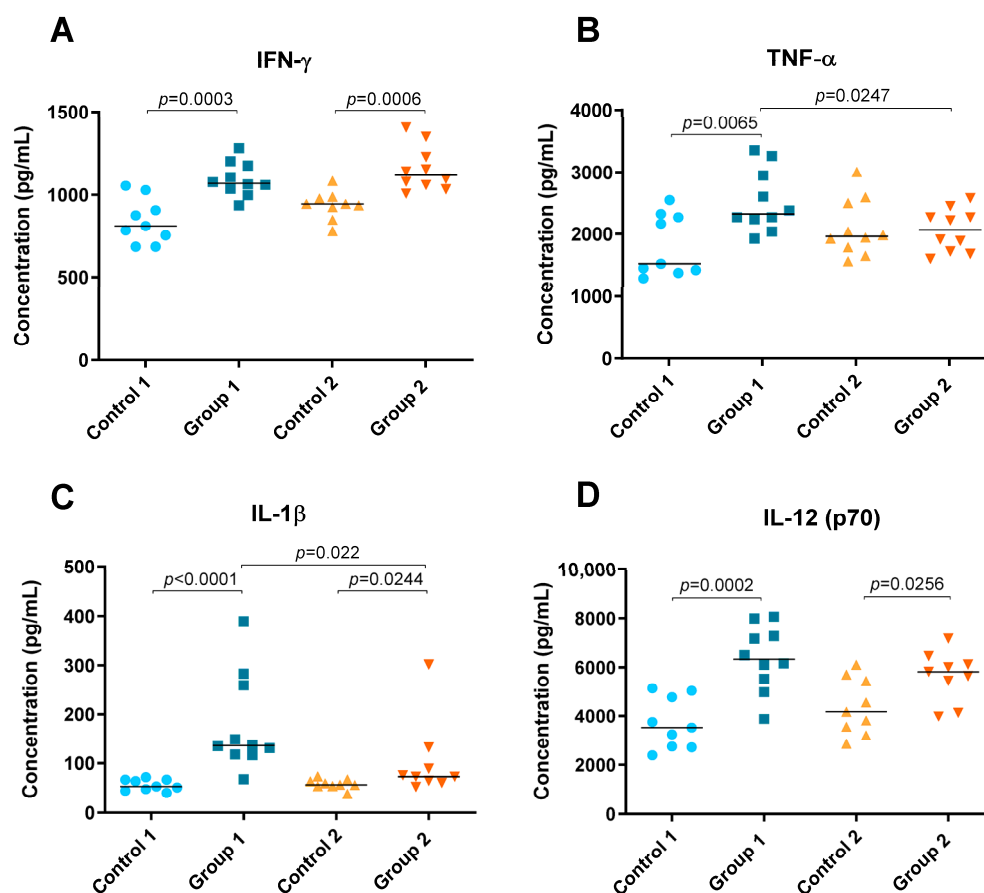 A
IFN-γ
p=0.0003
p=0.0006
Concentration (pg/mL)
1500
1000
500
0
Control 1
Group 1
Control 2
Group 2
B
TNF-α
p=0.0247
p=0.0065
Concentration (pg/mL)
4000
3000
2000
1000
0
Control 1
Group 1
Control 2
Group 2
C
IL-1β
p=0.022
p<0.0001
p=0.0244
Concentration (pg/mL)
500
400
300
200
100
0
Control 1
Group 1
Control 2
Group 2
D
IL-12 (p70)
p=0.0002
p=0.0256
Concentration (pg/mL)
10,000
8000
6000
4000
2000
0
Control 1
Group 1
Control 2
Group 2